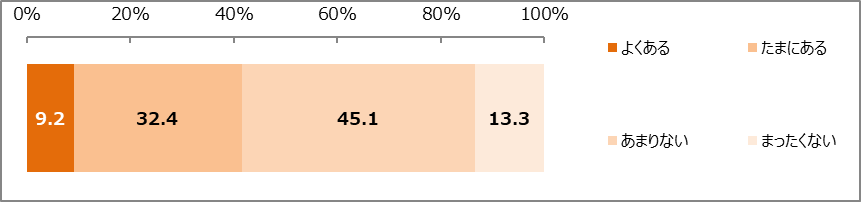 0% 20% 40% 60% 80% 100%
よくある たまにある
9.2 32.4 45.1 13.3
あまりない まったくない